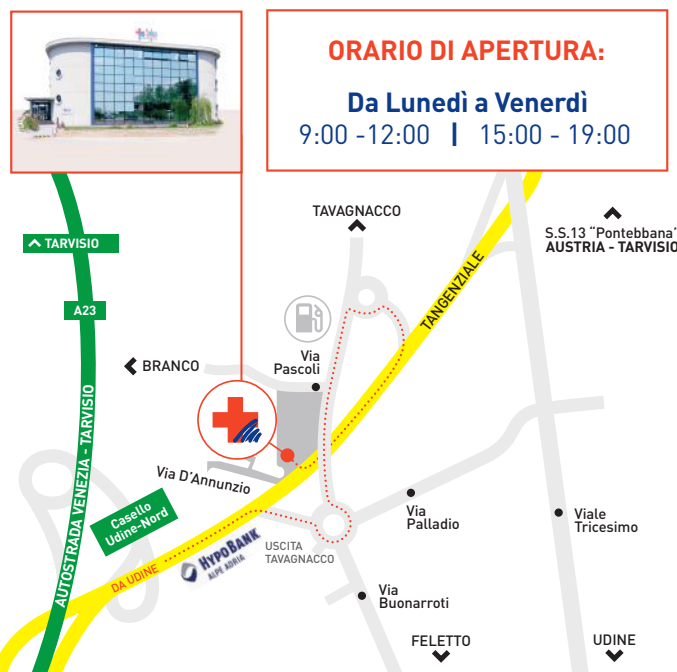 ORARIO DI APERTURA:
Da Lunedì a Venerdì
9:00 -12:00 | 15:00 - 19:00
TAVAGNACCO
S.S.13 "Pontebbana"
AUSTRIA - TARVISIO
TARVISIO
TANGENZIALE
A23
Via
Pascoli
BRANCO
AUTOSTRADA VENEZIA - TARVISIO
Via D'Annunzio
Casello
Udine-Nord
Via
Palladio
Viale
Tricesimo
USCITA
TAVAGNACCO
HYPO BANK
ALPE ADRIA
DA UDINE
Via
Buonarroti
FELETTO
UDINE